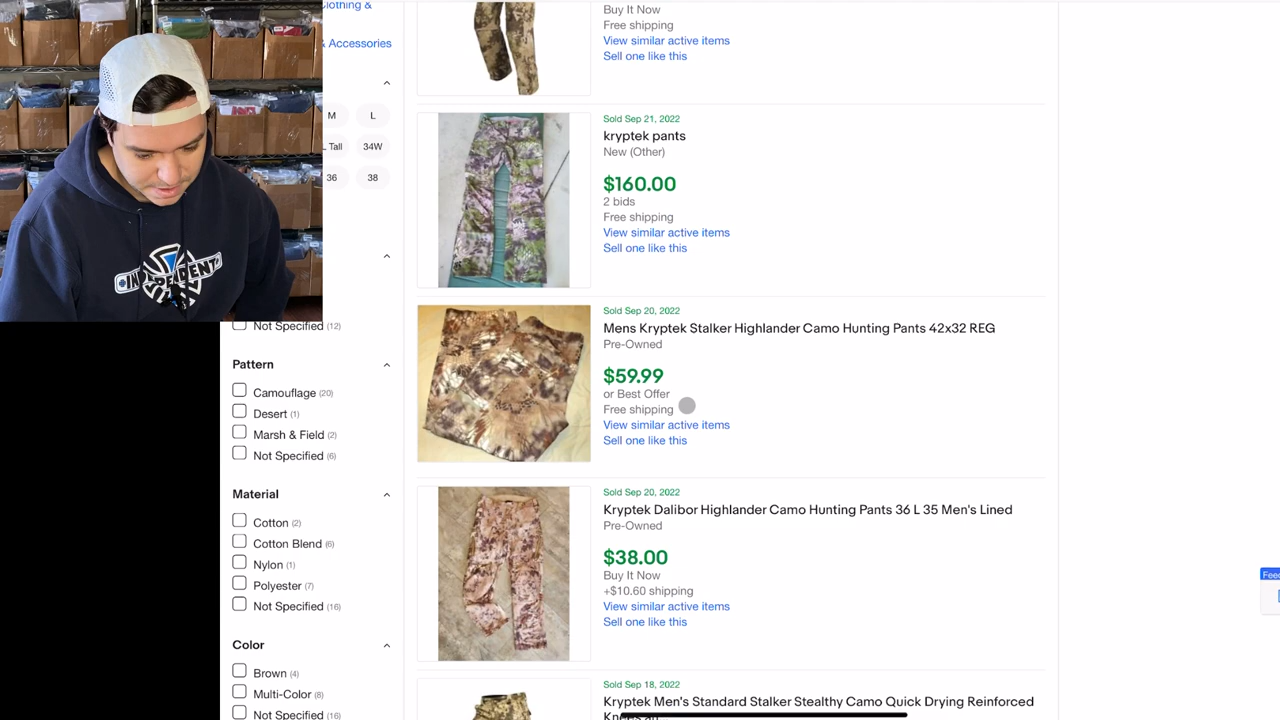 Clothing &
& Accessories
M
L
L Tall
34W
36
38
Not Specified (12)
Pattern
Camouflage (20)
Desert (1)
Marsh & Field (2)
Not Specified (6)
Material
Cotton (2)
Cotton Blend (6)
Nylon (1)
Polyester (7)
Not Specified (16)
Color
Brown (4)
Multi-Color (8)
Not Specified (16)
Buy It Now
Free shipping
View similar active items
Sell one like this
Sold Sep 21, 2022
kryptek pants
New (Other)
$160.00
2 bids
Free shipping
View similar active items
Sell one like this
Sold Sep 20, 2022
Mens Kryptek Stalker Highlander Camo Hunting Pants 42x32 REG
Pre-Owned
$59.99
or Best Offer
Free shipping
View similar active items
Sell one like this
Sold Sep 20, 2022
Kryptek Dalibor Highlander Camo Hunting Pants 36 L 35 Men's Lined
Pre-Owned
$38.00
Buy It Now
+$10.60 shipping
View similar active items
Sell one like this
Sold Sep 18, 2022
Kryptek Men's Standard Stalker Stealthy Camo Quick Drying Reinforced
INDEPENDENT